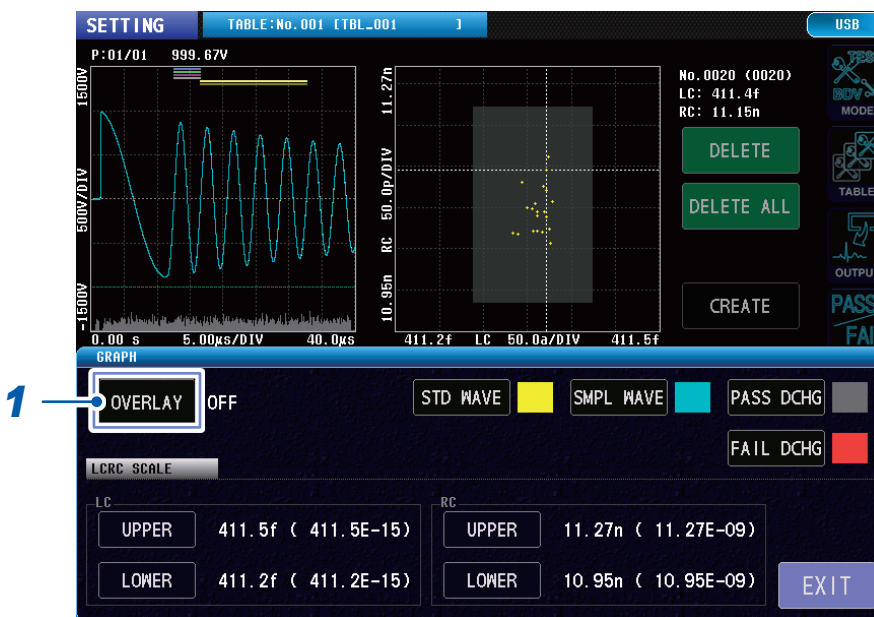 SETTING TABLE:No.001 [TBL_001 ] USB
P:01/01 999.67V
1500V
500V/DIV
-1500V
0.00 s 5.00µs/DIV 40.0µs
11.27n
RC 50.0p/DIV
10.95n
411.2f LC 50.0a/DIV 411.5f
No.0020 (0020)
LC: 411.4f
RC: 11.15n
DELETE
DELETE ALL
CREATE
TES
BDV
MODE
TABLE
OUTPU
PASS
FAI
GRAPH
1
OVERLAY OFF STD WAVE SMPL WAVE PASS DCHG
FAIL DCHG
LCRC SCALE
LC
UPPER 411.5f ( 411.5E-15)
LOWER 411.2f ( 411.2E-15)
RC
UPPER 11.27n ( 11.27E-09)
LOWER 10.95n ( 10.95E-09)
EXIT